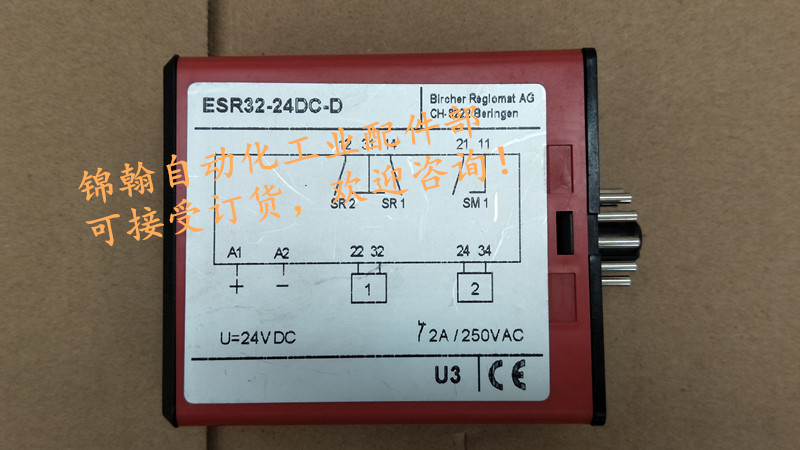 ESR32-24DC-D
Bircher Reglomat AG
CH-8222 Beringen
12 31 14 21 11
锦翰自动化工业配件部
可接受订货，欢迎咨询！
SR 2 SR 1 SM 1
A1 A2 22 32 24 34
+ − 1 2
U=24VDC 2A / 250VAC
U3 CE